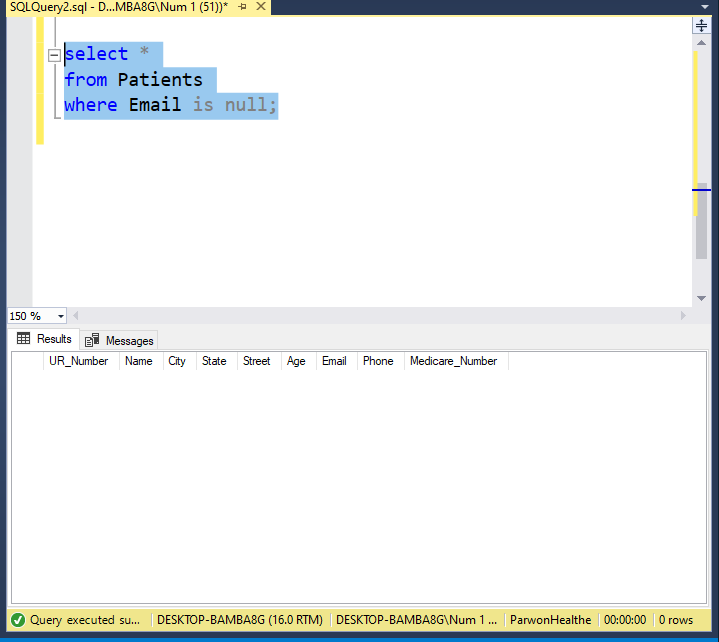 SQLQuery2.sql - D...MBA8G\Num 1 (51))*
select *
from Patients
where Email is null;
150 %
Results Messages
UR_Number Name City State Street Age Email Phone Medicare_Number
Query executed su... DESKTOP-BAMBA8G (16.0 RTM) DESKTOP-BAMBA8G\Num 1 ... ParwonHealthe 00:00:00 0 rows